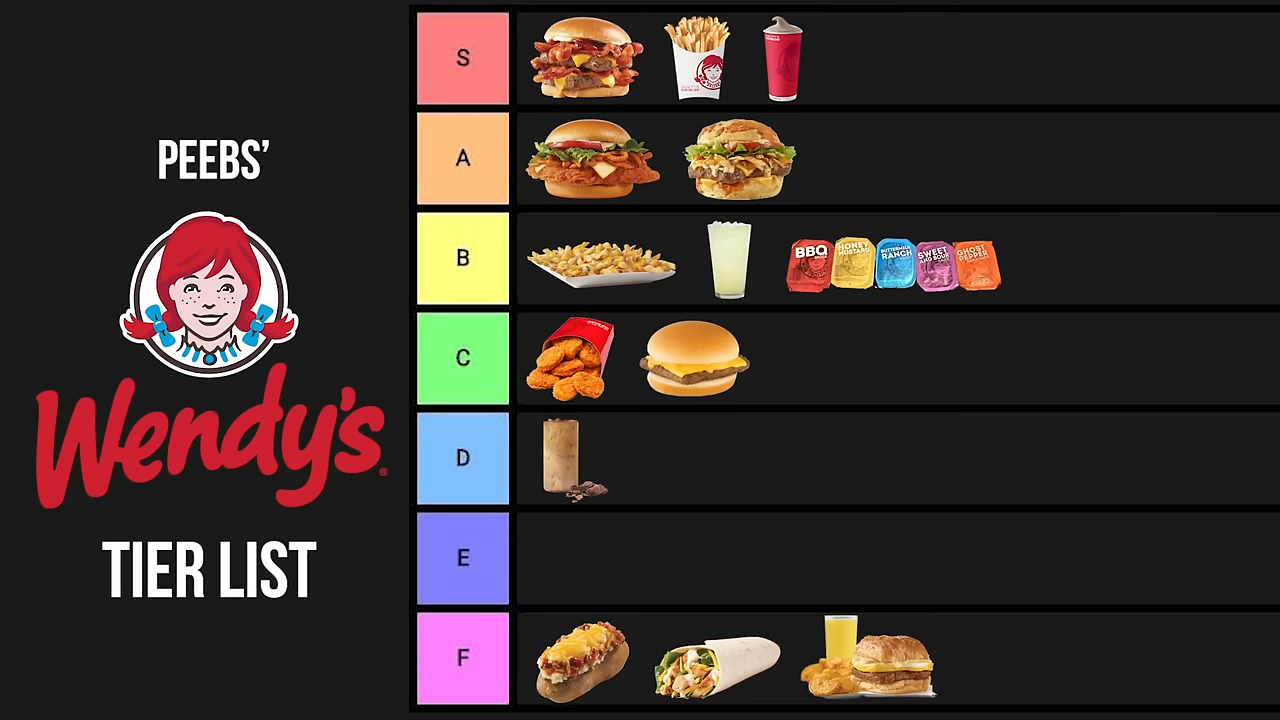 PEEBS'
Wendy's®
TIER LIST
S
A
B
BBQ
HONEY
MUSTARD
BUTTERMILK
RANCH
SWEET
AND SOUR
GHOST
PEPPER
C
D
E
F